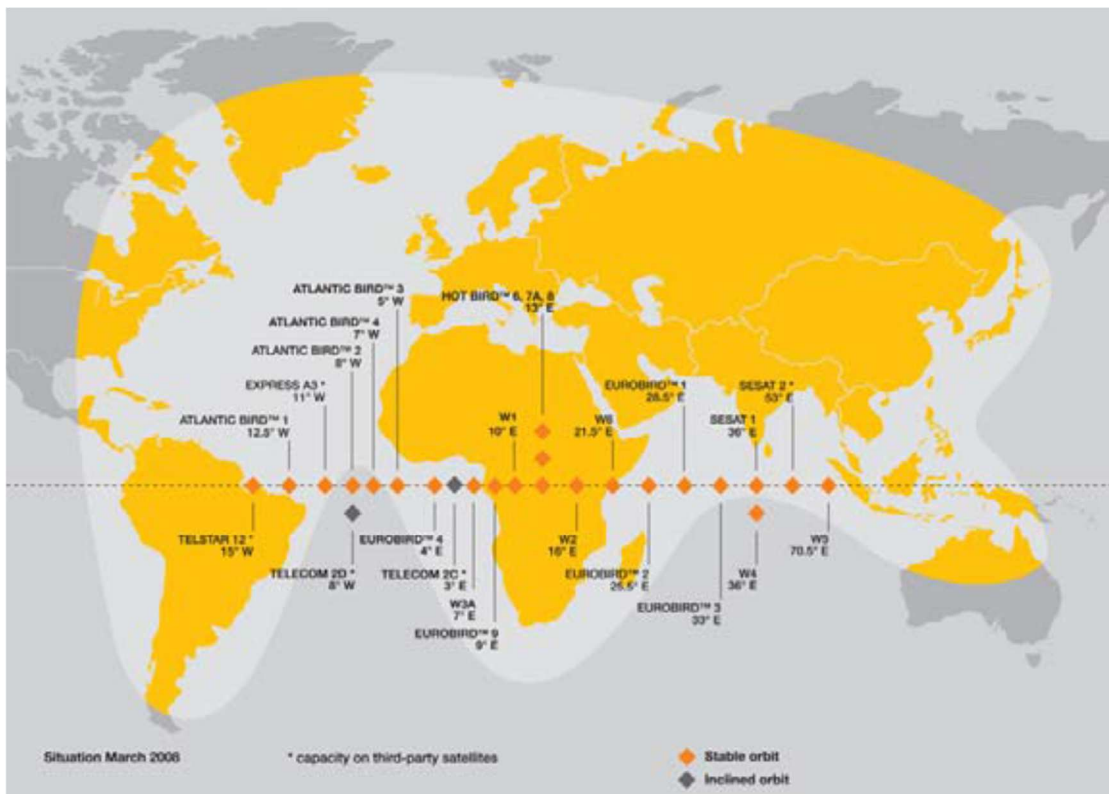 ATLANTIC BIRD™ 3
5° W
HOT BIRD™ 6, 7A, 8
13° E
ATLANTIC BIRD™ 4
7° W
ATLANTIC BIRD™ 2
8° W
EXPRESS A3 *
11° W
EUROBIRD™ 1
28.5° E
SESAT 2 *
53° E
ATLANTIC BIRD™ 1
12.5° W
W1
10° E
W6
21.5° E
SESAT 1
36° E
TELSTAR 12 *
15° W
EUROBIRD™ 4
4° E
W2
16° E
W4
36° E
W5
70.5° E
TELECOM 2D *
8° W
TELECOM 2C *
3° E
EUROBIRD™ 2
25.5° E
W3A
7° E
EUROBIRD™ 3
33° E
EUROBIRD™ 9
9° E
Situation March 2008
* capacity on third-party satellites
Stable orbit
Inclined orbit